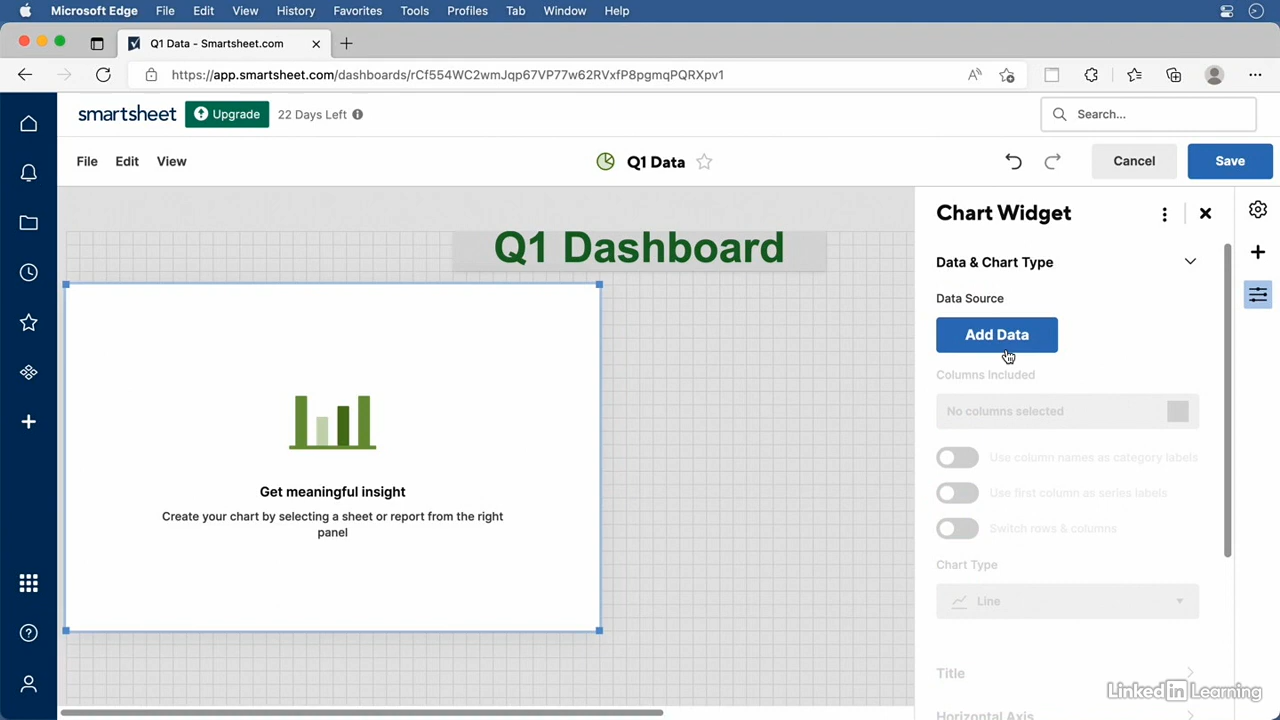 Microsoft Edge File Edit View History Favorites Tools Profiles Tab Window Help
Q1 Data - Smartsheet.com
https://app.smartsheet.com/dashboards/rCf554WC2wmJqp67VP77w62RVxfP8pgmqPQRXpv1
smartsheet Upgrade 22 Days Left Search...
File Edit View Q1 Data Cancel Save
Q1 Dashboard
Get meaningful insight
Create your chart by selecting a sheet or report from the right
panel
Chart Widget
Data & Chart Type
Data Source
Add Data
Columns Included
No columns selected
Use column names as category labels
Use first column as series labels
Switch rows & columns
Chart Type
Line
Title
Horizontal Axis
LinkedIn Learning